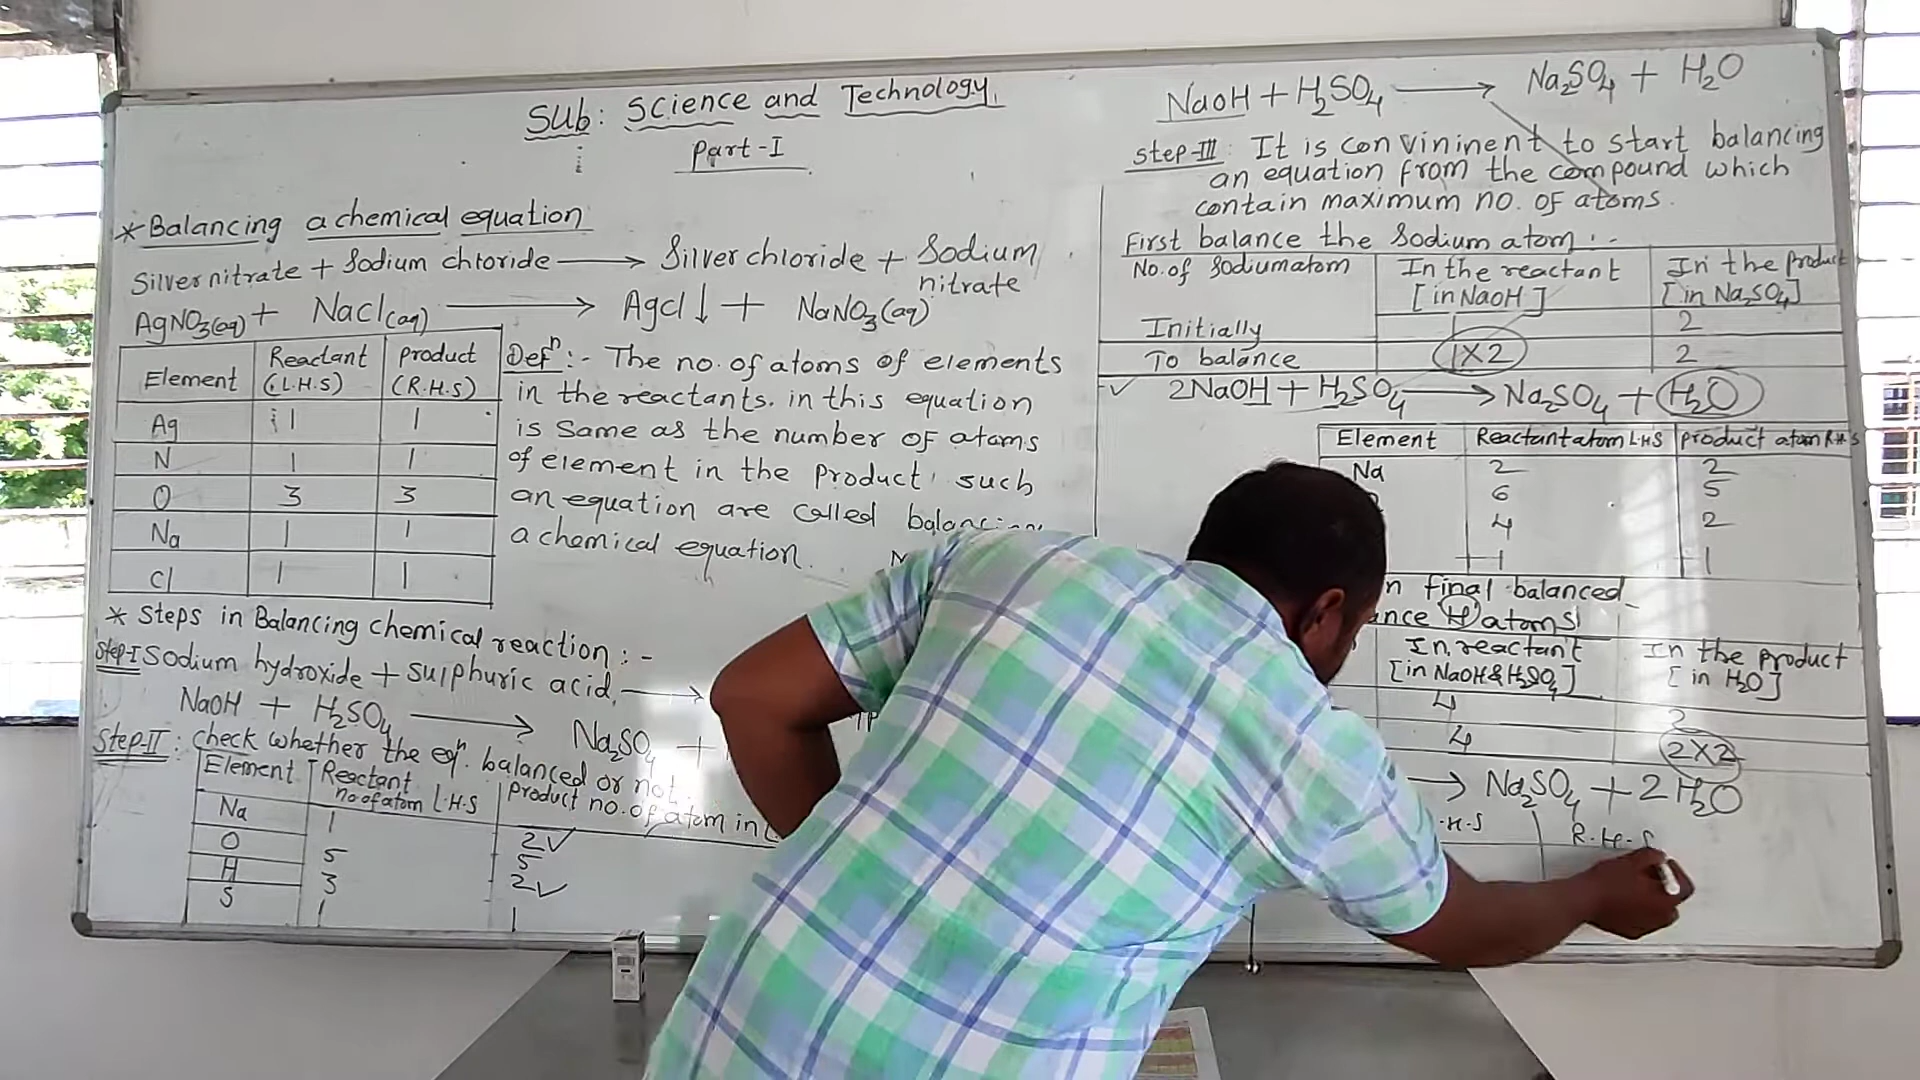 Sub: Science and Technology.
Part-I
*Balancing a chemical equation
Silver nitrate + Sodium chloride ⟶ Silver chloride + Sodium nitrate
AgNO₃(aq) + NaCl(aq) ⟶ Agcl↓ + NaNO₃(aq)
Element Reactant (L.H.S) Product (R.H.S)
Ag 1 1
N 1 1
O 3 3
Na 1 1
Cl 1 1
Defⁿ:- The no. of atoms of elements
in the reactants. in this equation
is same as the number of atoms
of element in the product, such
an equation are called balancing
a chemical equation.
* Steps in Balancing chemical reaction :-
Step-I Sodium hydroxide + sulphuric acid ⟶
NaOH + H₂SO₄ ⟶ Na₂SO₄ +
Step-II: check whether the eqⁿ. balanced or not.
Element Reactant no. of atom L.H.S product no. of atom in
Na 1 2✓
O 5 5
H 3 2✓
S 1 1
NaOH + H₂SO₄ ⟶ Na₂SO₄ + H₂O
Step-III: It is convininent to start balancing
an equation from the compound which
contain maximum no. of atoms.
First balance the Sodium atom :-
No. of Sodium atom In the reactant [in NaOH] In the product [in Na₂SO₄]
Initially 1 2
To balance 1X2 2
✓ 2NaOH + H₂SO₄ ⟶ Na₂SO₄ + H₂O
Element Reactant atom L.H.S product atom R.H.S
Na 2 2
6 5
4 2
1 1
final balanced
H atoms
In reactant [in NaOH & H₂SO₄] In the product [in H₂O]
4 2
4 2X2
⟶ Na₂SO₄ + 2H₂O
.H.S R.H.S